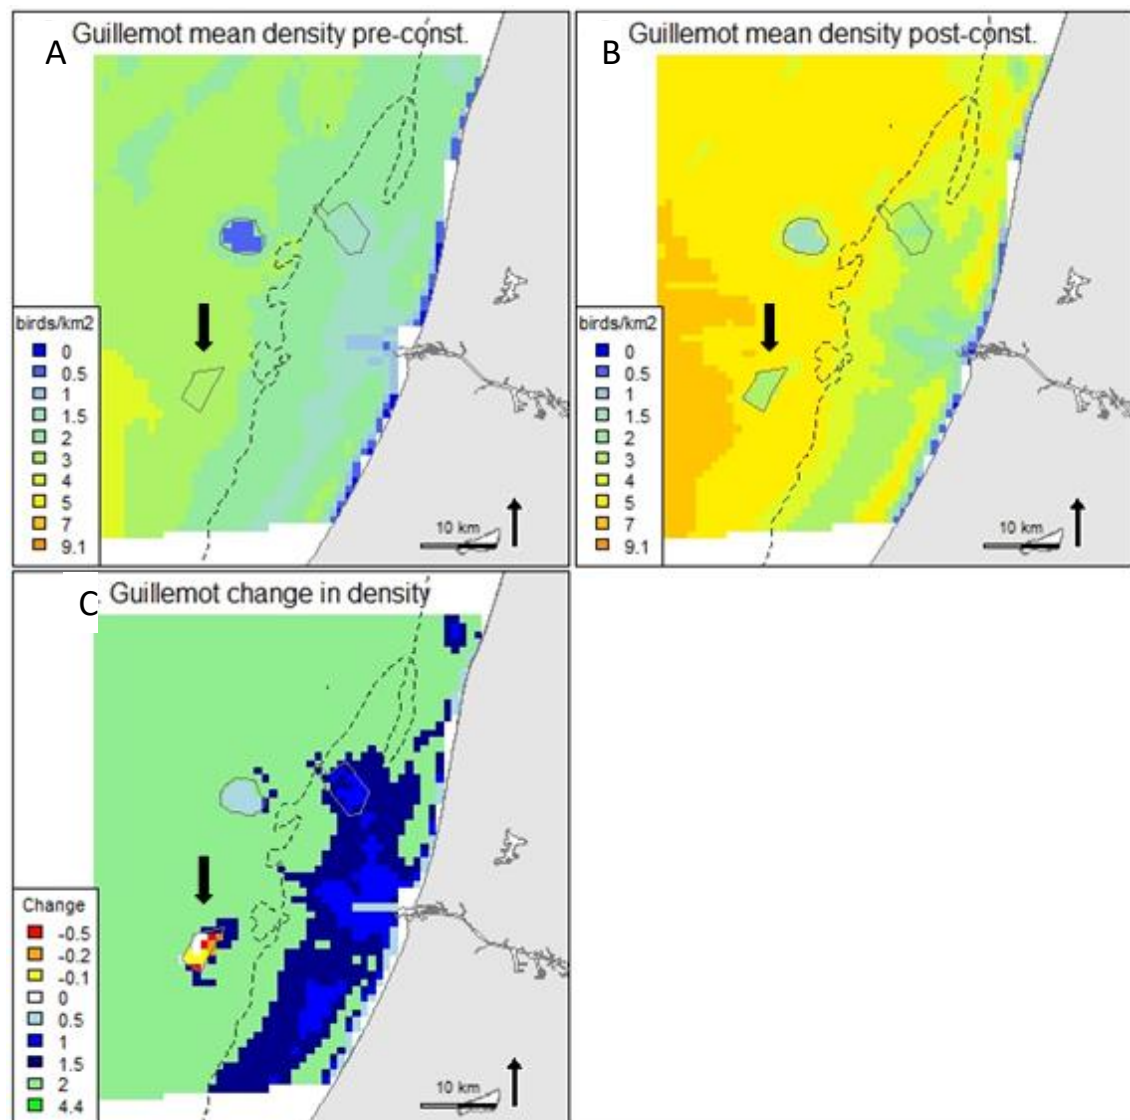 A
Guillemot mean density pre-const.
birds/km2
0
0.5
1
1.5
2
3
4
5
7
9.1
10 km
B
Guillemot mean density post-const.
birds/km2
0
0.5
1
1.5
2
3
4
5
7
9.1
10 km
C
Guillemot change in density
Change
-0.5
-0.2
-0.1
0
0.5
1
1.5
2
4.4
10 km